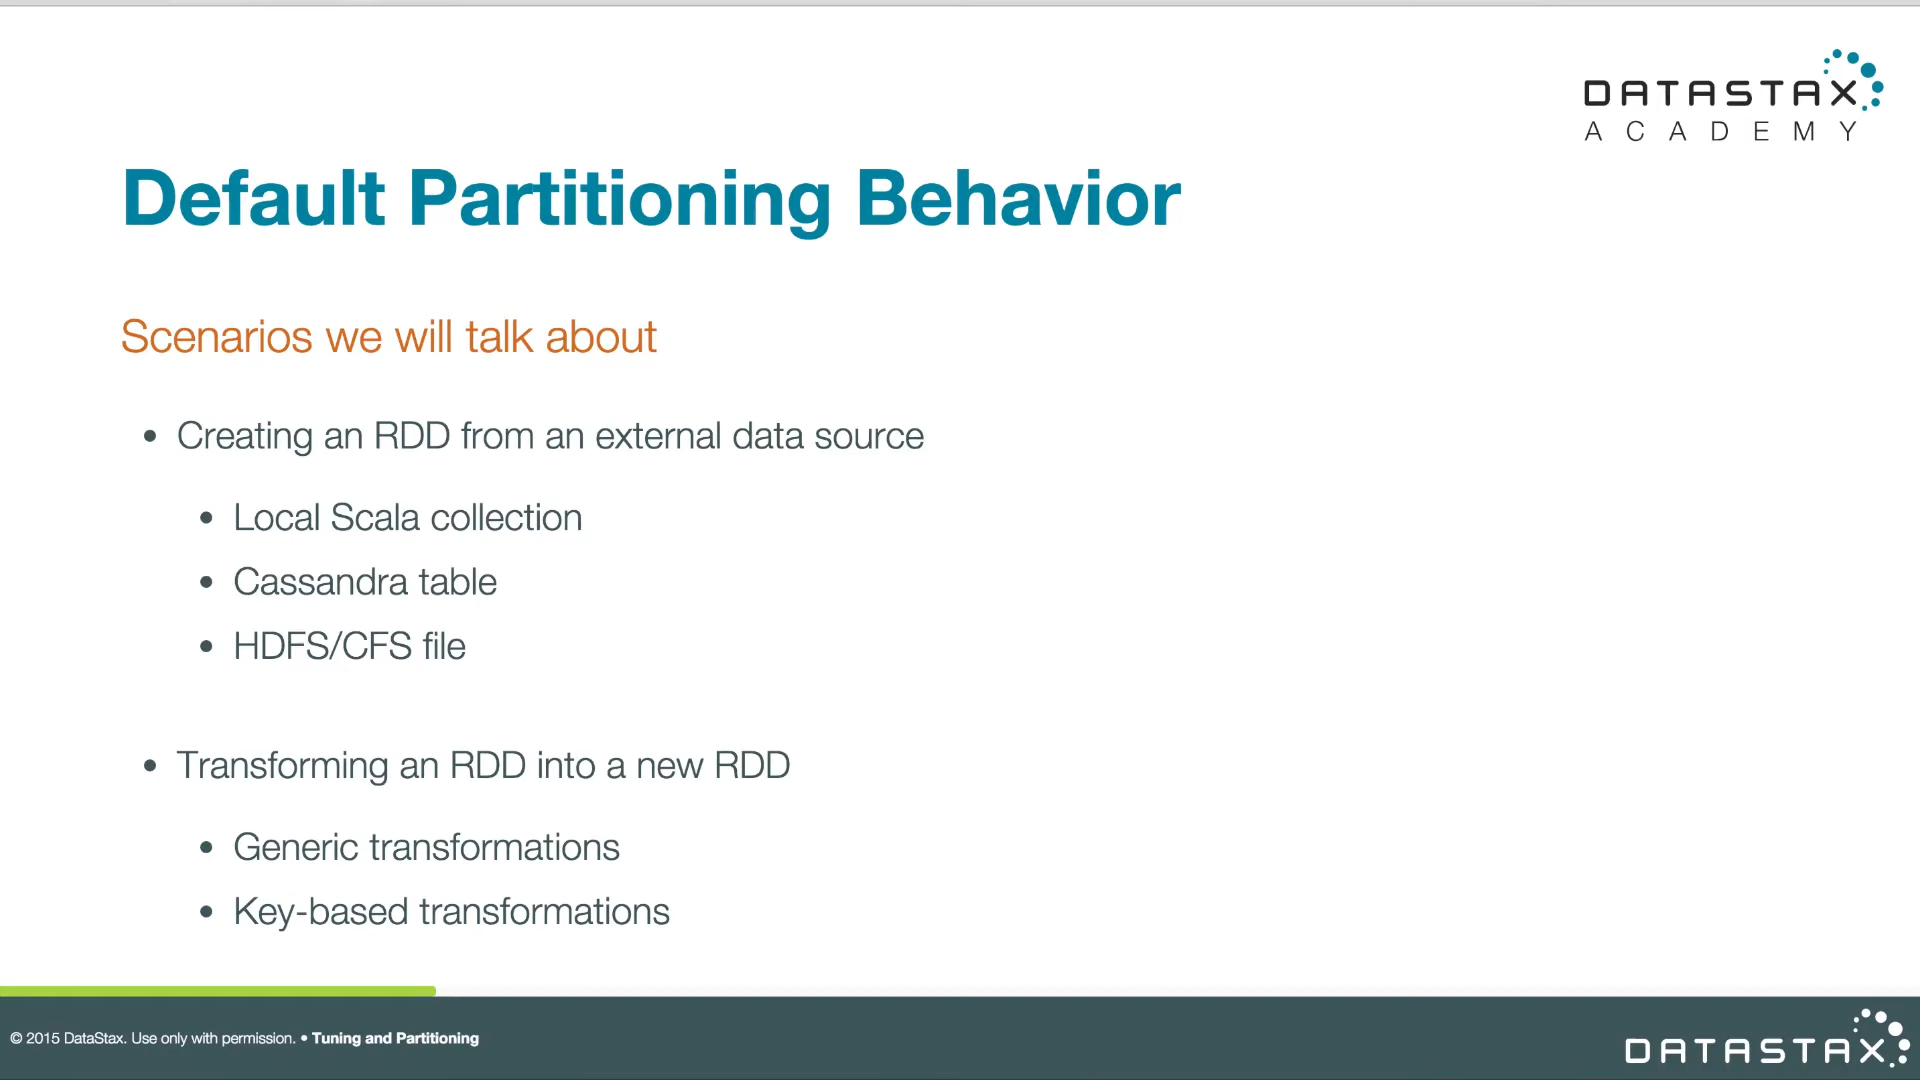 DATASTAX
ACADEMY
Default Partitioning Behavior
Scenarios we will talk about
• Creating an RDD from an external data source
• Local Scala collection
• Cassandra table
• HDFS/CFS file
• Transforming an RDD into a new RDD
• Generic transformations
• Key-based transformations
© 2015 DataStax. Use only with permission. • Tuning and Partitioning
DATASTAX